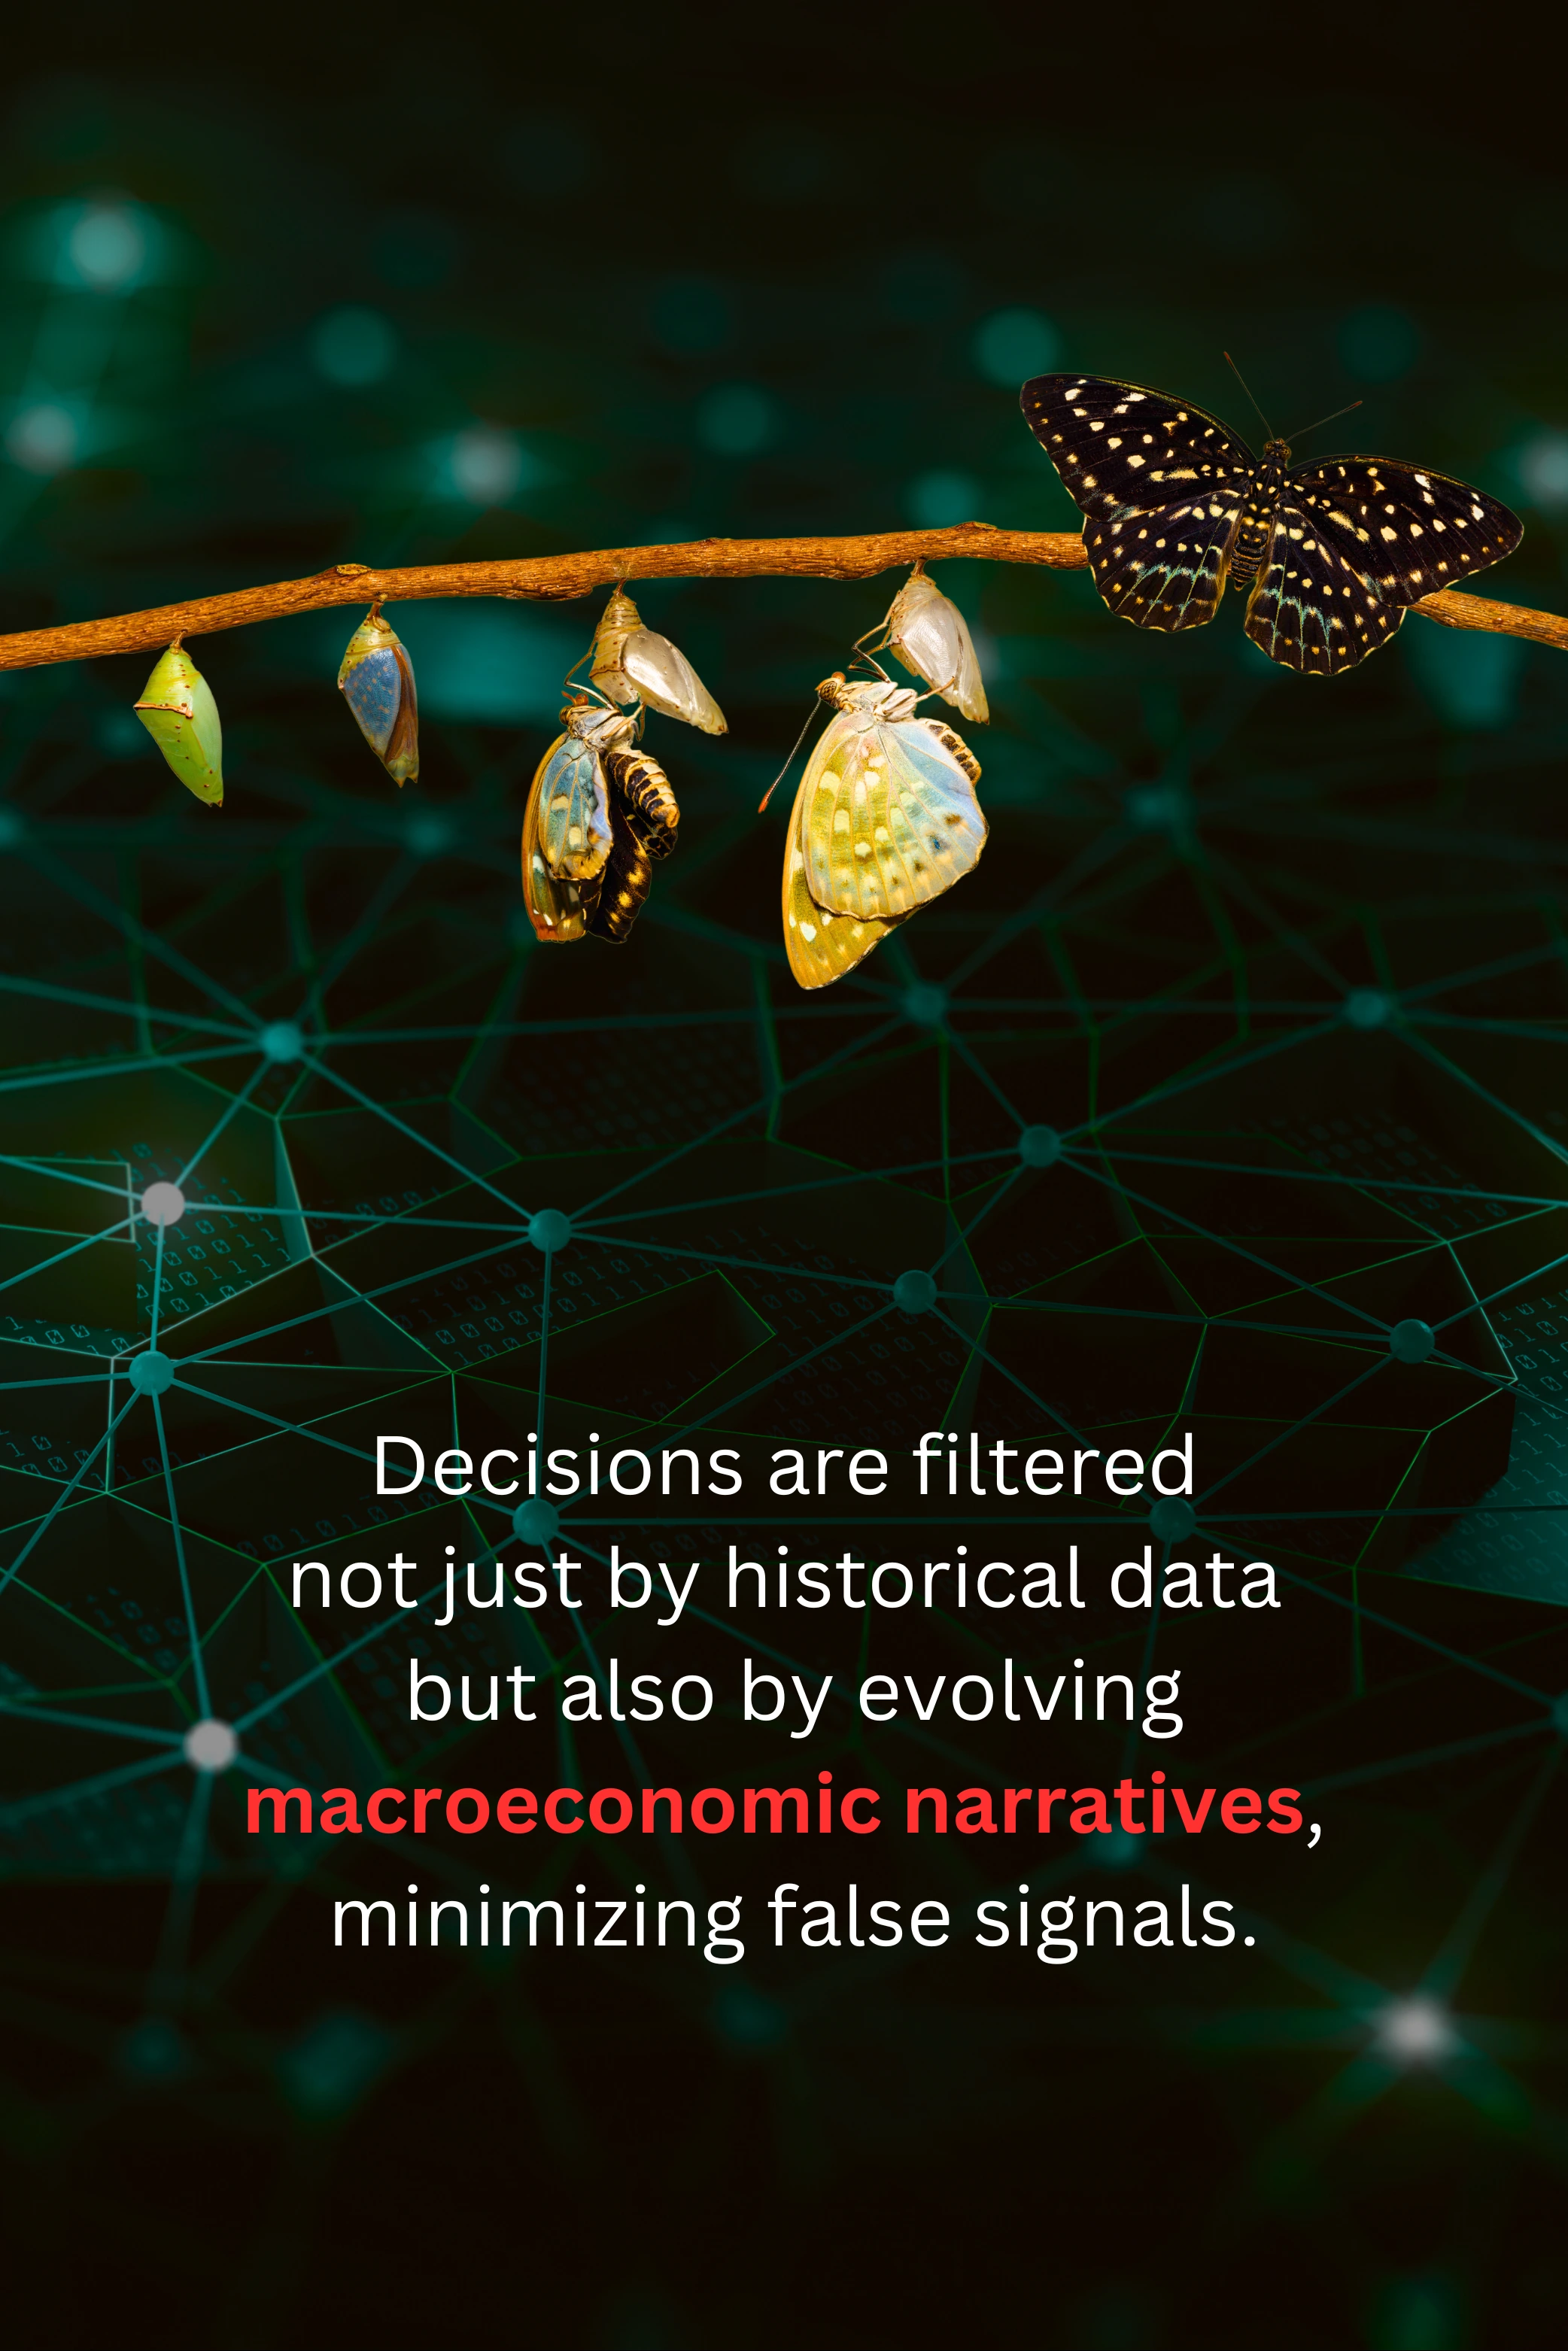 Decisions are filtered
not just by historical data
but also by evolving
macroeconomic narratives,
minimizing false signals.